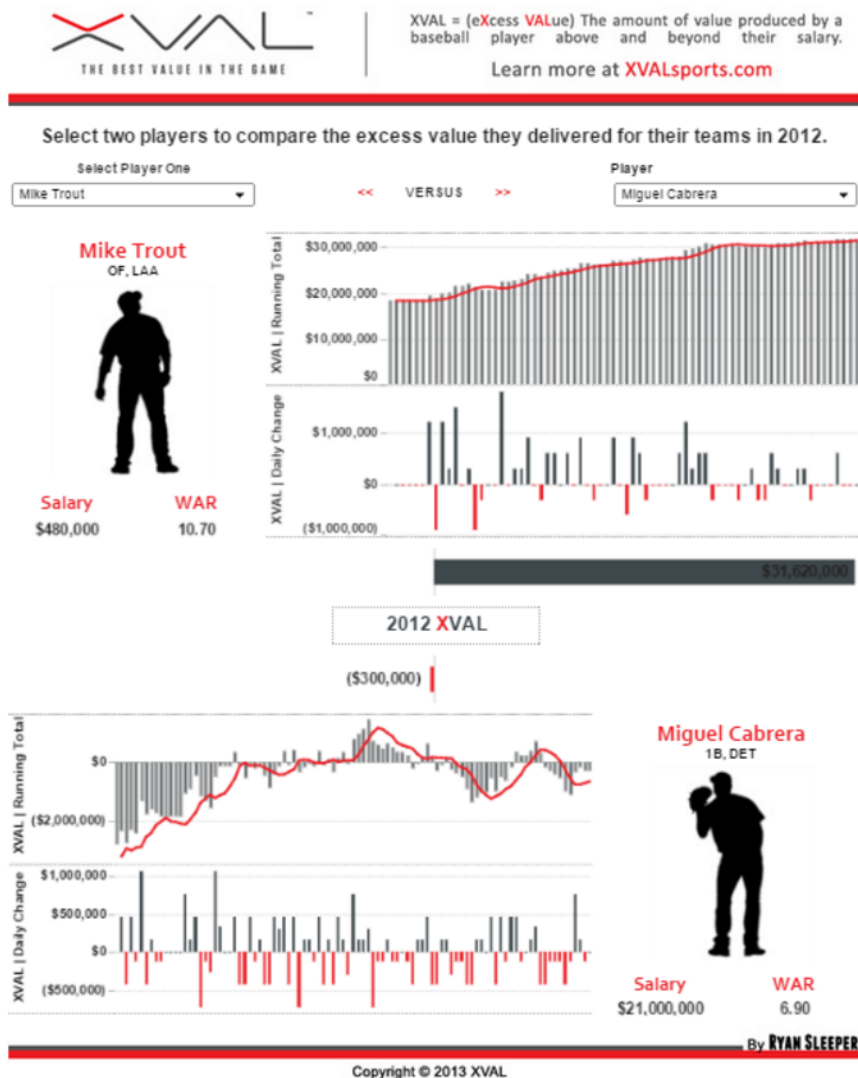 XVAL™
THE BEST VALUE IN THE GAME
XVAL = (eXcess VALue) The amount of value produced by a
baseball player above and beyond their salary.
Learn more at XVALsports.com
Select two players to compare the excess value they delivered for their teams in 2012.
Select Player One
Mike Trout
<< VERSUS >>
Player
Miguel Cabrera
Mike Trout
OF, LAA
Salary
WAR
$480,000
10.70
XVAL | Running Total
$30,000,000
$20,000,000
$10,000,000
$0
XVAL | Daily Change
$1,000,000
$0
($1,000,000)
$31,620,000
2012 XVAL
($300,000)
XVAL | Running Total
$0
($2,000,000)
XVAL | Daily Change
$1,000,000
$500,000
$0
($500,000)
Miguel Cabrera
1B, DET
Salary
WAR
$21,000,000
6.90
By RYAN SLEEPER
Copyright © 2013 XVAL